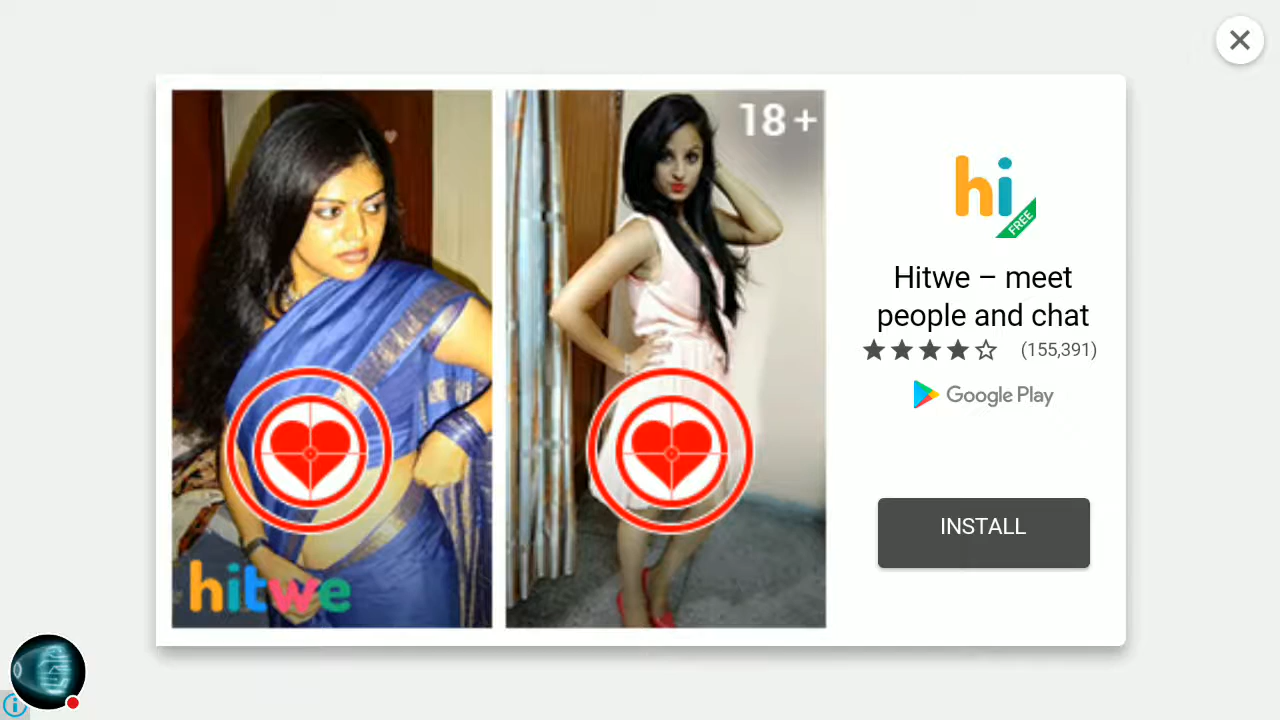 18+
hitwe
hi
FREE
Hitwe – meet
people and chat
(155,391)
Google Play
INSTALL